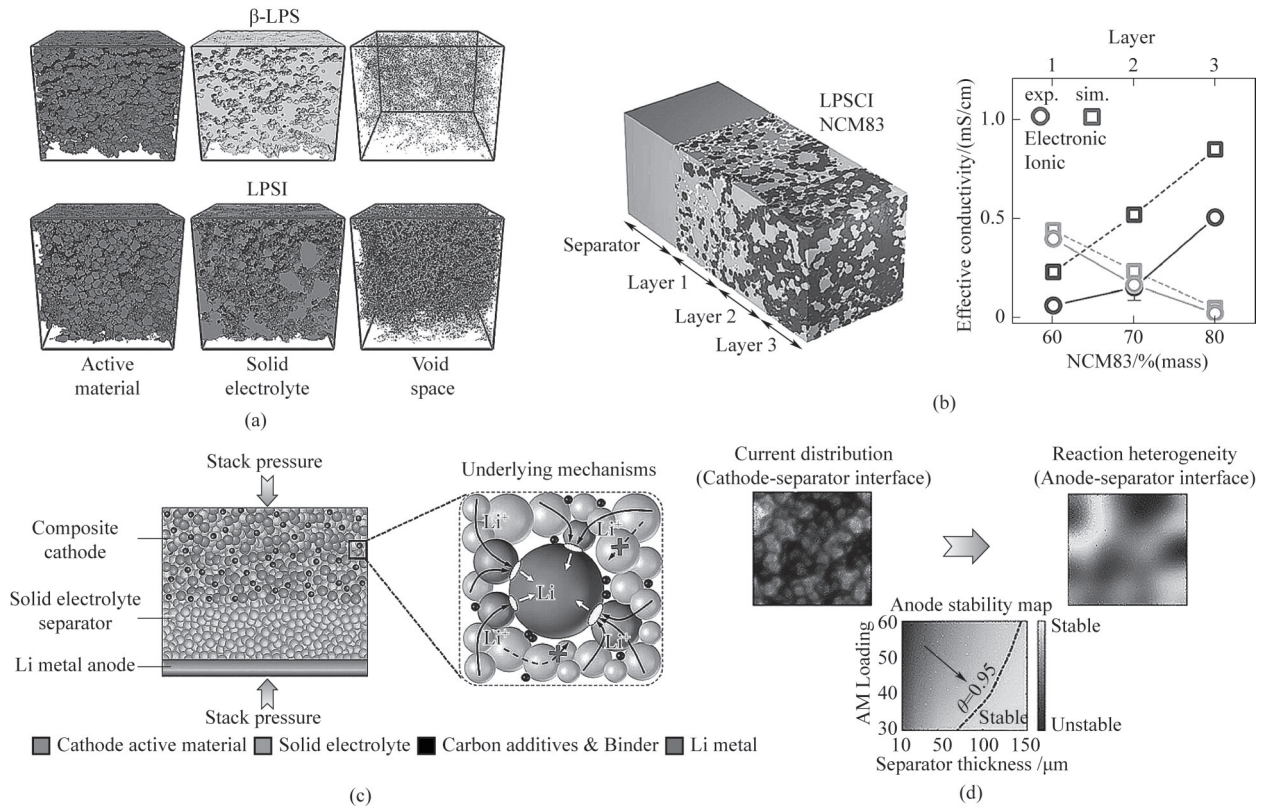 β-LPS
LPSI
Active
material
Solid
electrolyte
Void
space
(a)
LPSCI
NCM83
Separator
Layer 1
Layer 2
Layer 3
Layer
1 2 3
exp. sim.
Electronic
Ionic
Effective conductivity/(mS/cm)
1.0
0.5
0
60 70 80
NCM83/%(mass)
(b)
Stack pressure
Composite
cathode
Solid electrolyte
separator
Li metal anode
Stack pressure
Underlying mechanisms
Li⁺
Li⁺
Li
Li⁺
Li⁺
Cathode active material Solid electrolyte Carbon additives & Binder Li metal
(c)
Current distribution
(Cathode-separator interface)
Reaction heterogeneity
(Anode-separator interface)
Anode stability map
AM Loading
60
50
40
30
θ=0.95
Stable
Stable
Unstable
10 50 100 150
Separator thickness /μm
(d)